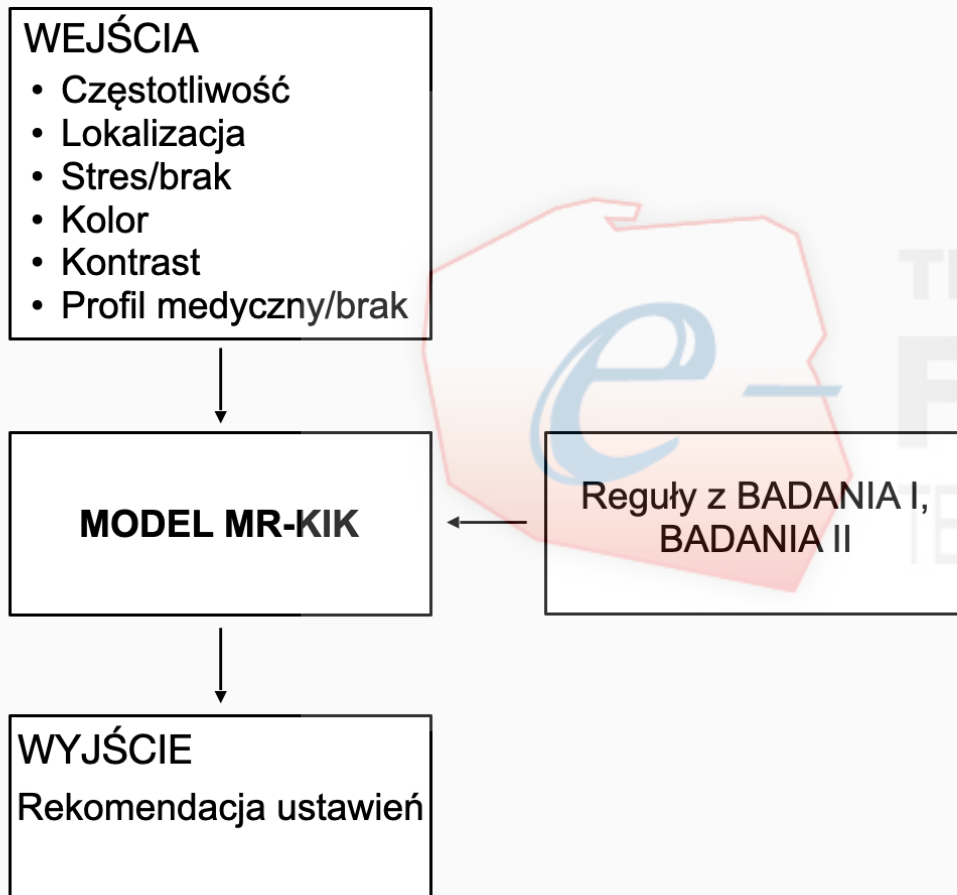 WEJŚCIA
• Częstotliwość
• Lokalizacja
• Stres/brak
• Kolor
• Kontrast
• Profil medyczny/brak
MODEL MR-KIK
Reguły z BADANIA I,
BADANIA II
WYJŚCIE
Rekomendacja ustawień
e-